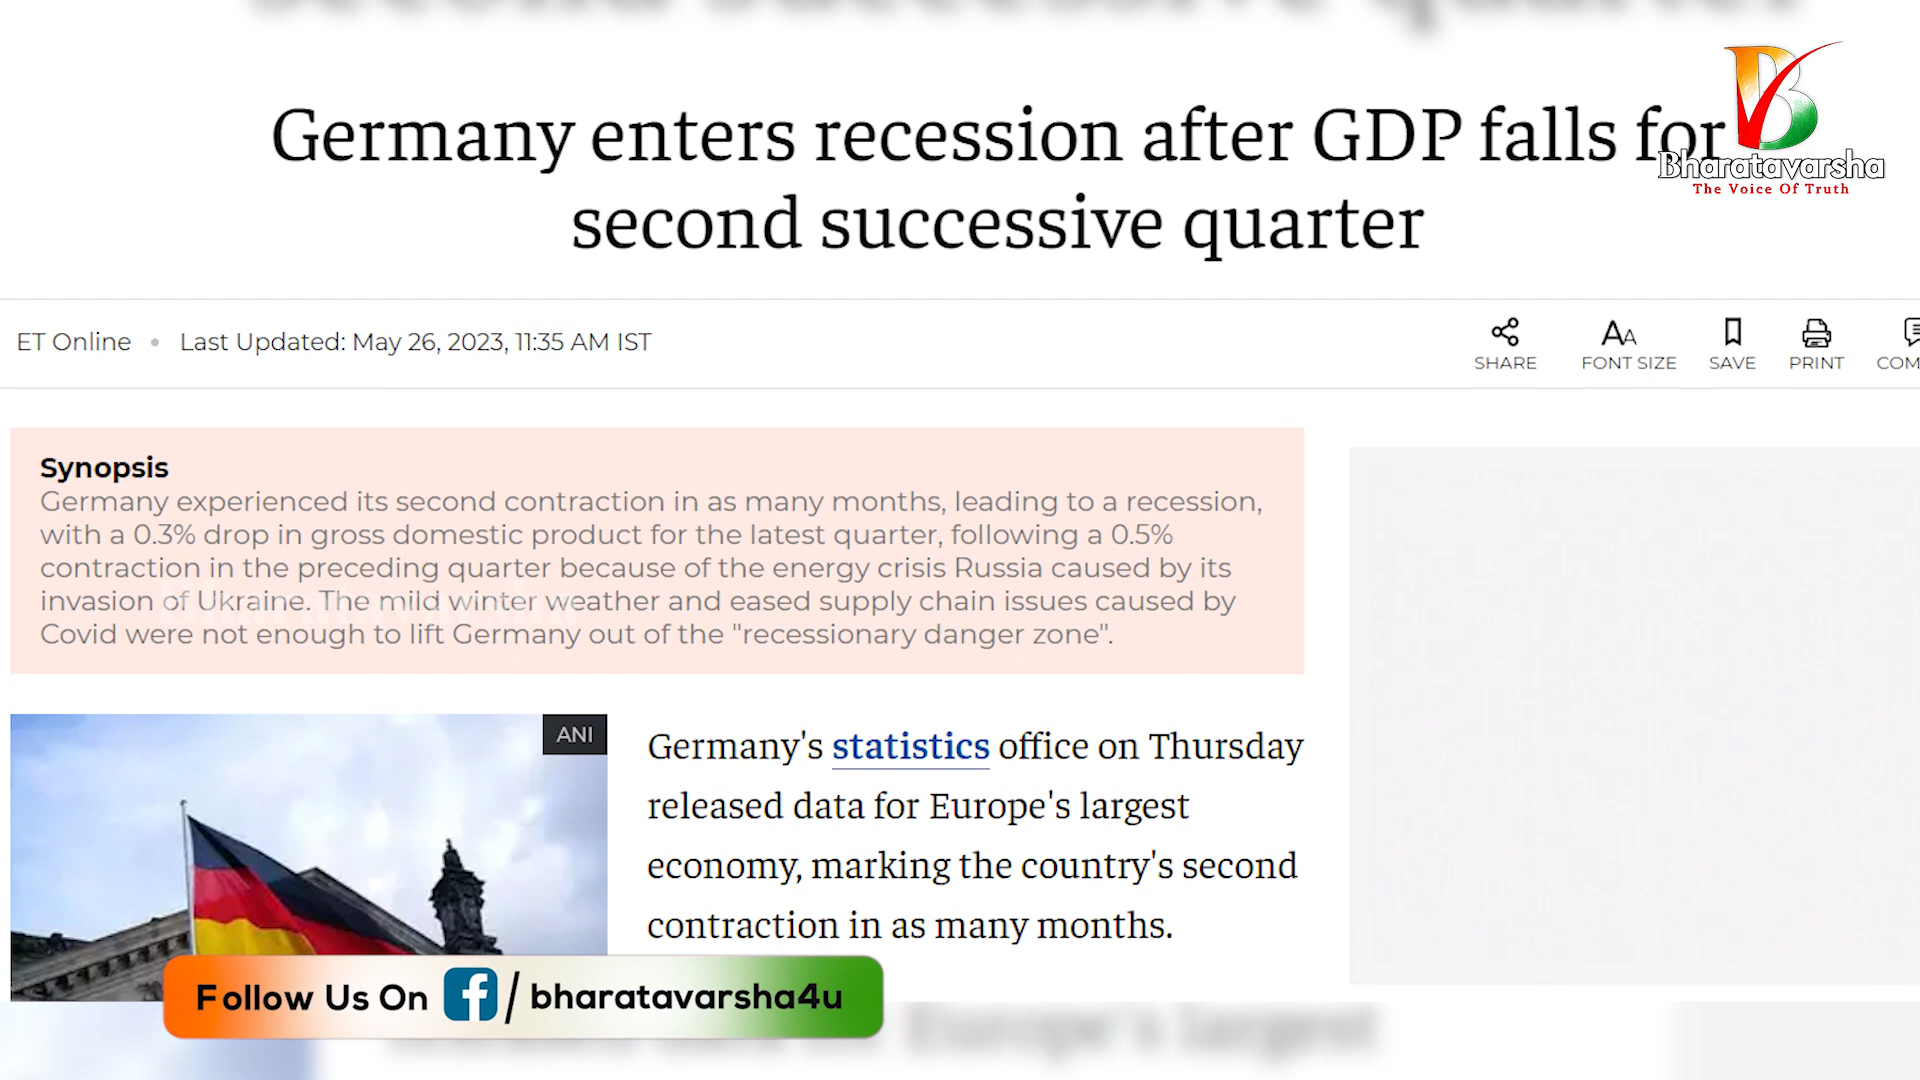 second successive quarter
Germany enters recession after GDP falls for
second successive quarter
Bharatavarsha
The Voice Of Truth
ET Online • Last Updated: May 26, 2023, 11:35 AM IST
SHARE
FONT SIZE
SAVE
PRINT
COM
Synopsis
Germany experienced its second contraction in as many months, leading to a recession,
with a 0.3% drop in gross domestic product for the latest quarter, following a 0.5%
contraction in the preceding quarter because of the energy crisis Russia caused by its
invasion of Ukraine. The mild winter weather and eased supply chain issues caused by
Covid were not enough to lift Germany out of the "recessionary danger zone".
Bharatavarsha
ANI
Germany's statistics office on Thursday
released data for Europe's largest
economy, marking the country's second
contraction in as many months.
Follow Us On f/bharatavarsha4u
Europe's largest